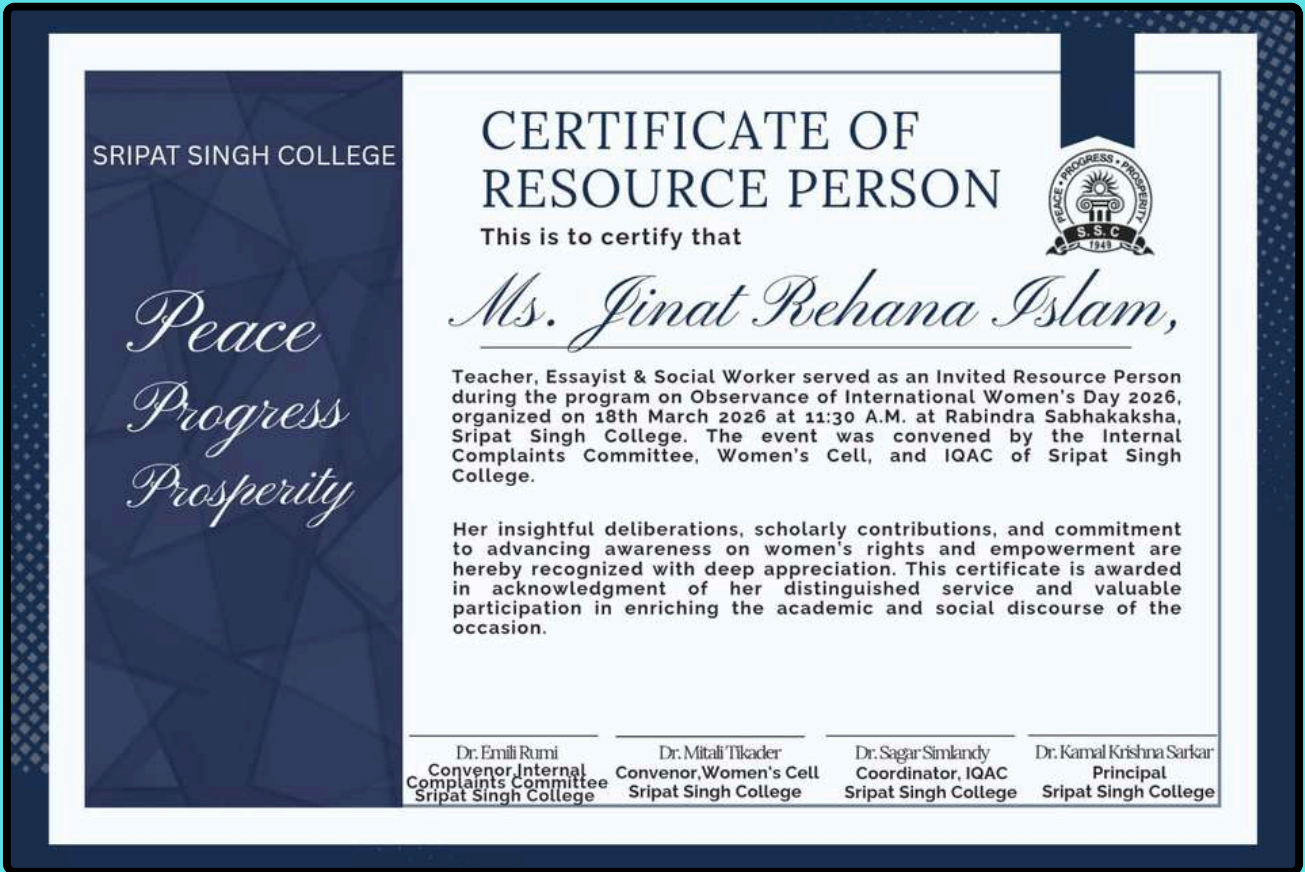 SRIPAT SINGH COLLEGE
Peace
Progress
Prosperity
CERTIFICATE OF
RESOURCE PERSON
PEACE • PROGRESS • PROSPERITY
S. S. C
1949
This is to certify that
Ms. Jinat Rehana Islam,
Teacher, Essayist & Social Worker served as an Invited Resource Person
during the program on Observance of International Women's Day 2026,
organized on 18th March 2026 at 11:30 A.M. at Rabindra Sabhakaksha,
Sripat Singh College. The event was convened by the Internal
Complaints Committee, Women's Cell, and IQAC of Sripat Singh
College.
Her insightful deliberations, scholarly contributions, and commitment
to advancing awareness on women's rights and empowerment are
hereby recognized with deep appreciation. This certificate is awarded
in acknowledgment of her distinguished service and valuable
participation in enriching the academic and social discourse of the
occasion.
Dr. Emili Rumi
Convenor,Internal
Complaints Committee
Sripat Singh College
Dr. Mitali Tikader
Convenor,Women's Cell
Sripat Singh College
Dr. Sagar Simlandy
Coordinator, IQAC
Sripat Singh College
Dr. Kamal Krishna Sarkar
Principal
Sripat Singh College